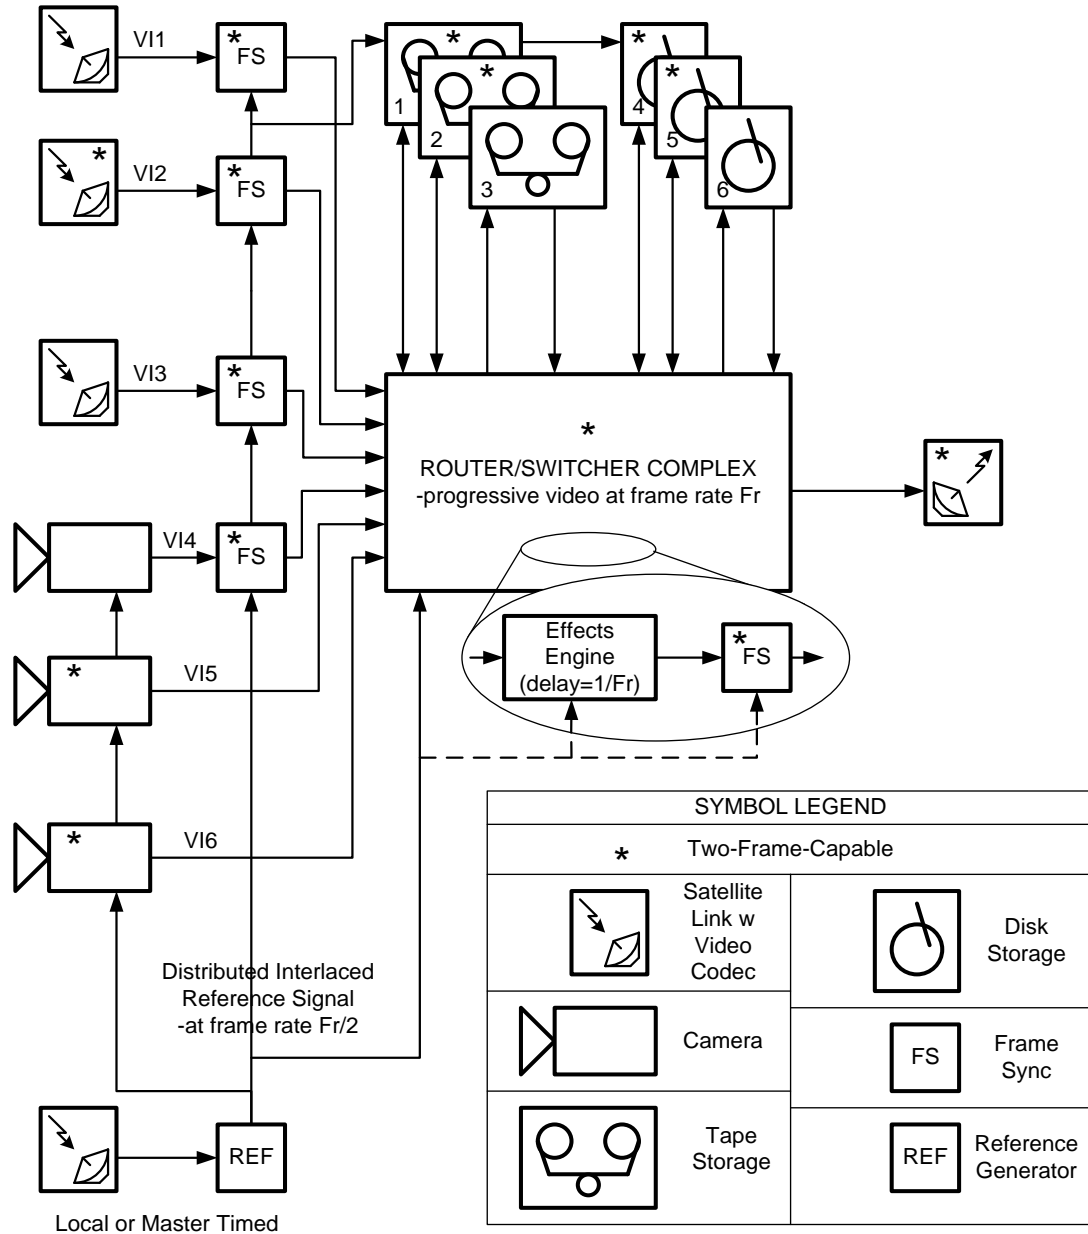 VI1
* FS
*
1
*
2
3
*
4
*
5
6
*
VI2
* FS
VI3
* FS
VI4
* FS
*
VI5
*
VI6
*
ROUTER/SWITCHER COMPLEX
-progressive video at frame rate Fr
*
Effects
Engine
(delay=1/Fr)
* FS
Distributed Interlaced
Reference Signal
-at frame rate Fr/2
REF
Local or Master Timed
SYMBOL LEGEND
* Two-Frame-Capable
Satellite
Link w
Video
Codec
Disk
Storage
Camera
FS
Frame
Sync
Tape
Storage
REF
Reference
Generator